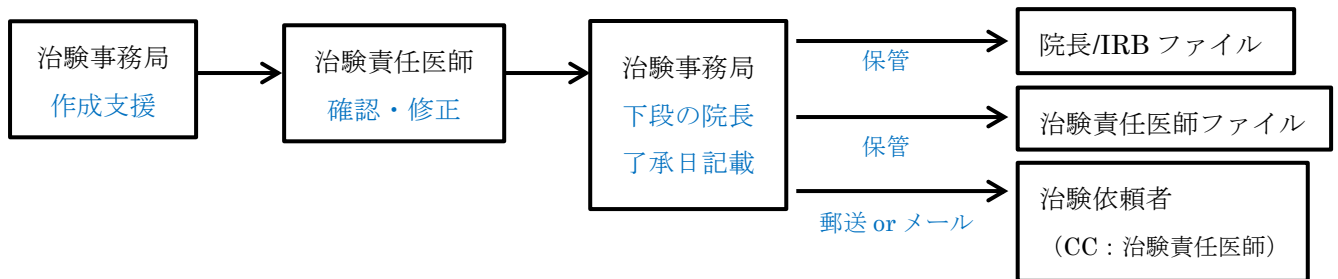 治験事務局
作成支援
治験責任医師
確認・修正
治験事務局
下段の院長
了承日記載
保管
院長/IRB ファイル
保管
治験責任医師ファイル
郵送 or メール
治験依頼者
（CC：治験責任医師）